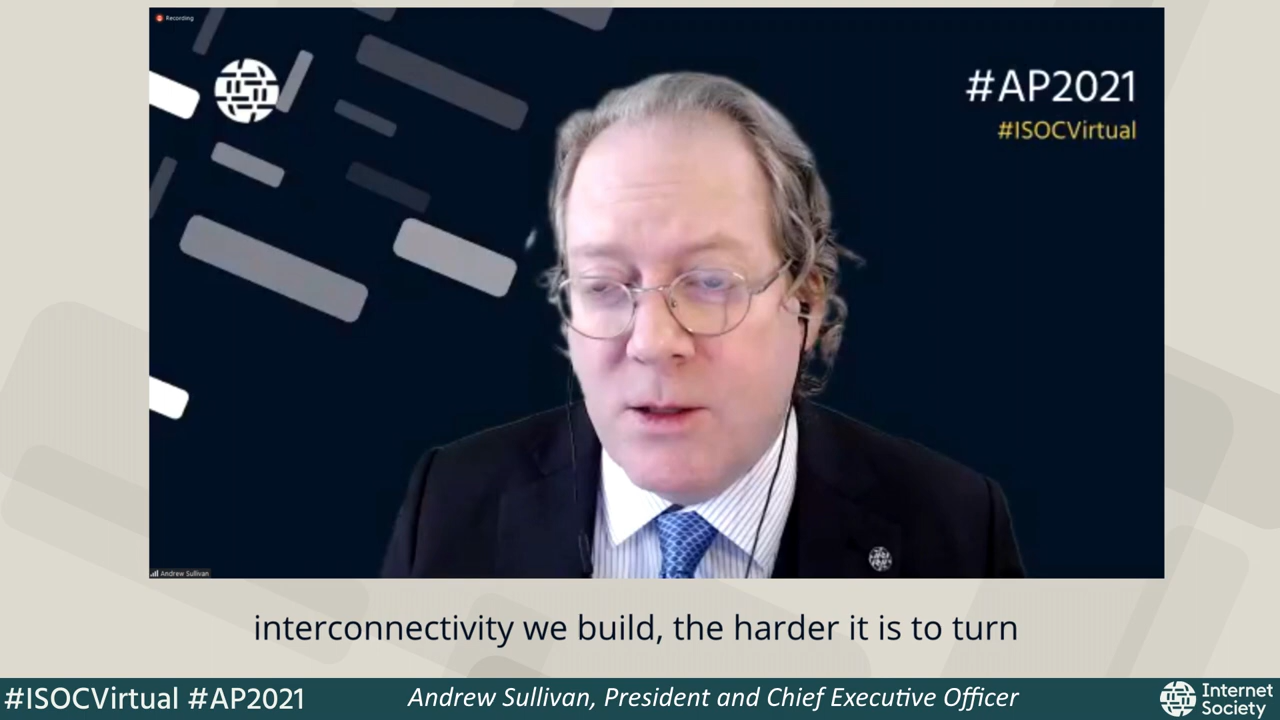 Recording
#AP2021
#ISOCVirtual
Andrew Sullivan
interconnectivity we build, the harder it is to turn
#ISOCVirtual #AP2021
Andrew Sullivan, President and Chief Executive Officer
Internet
Society